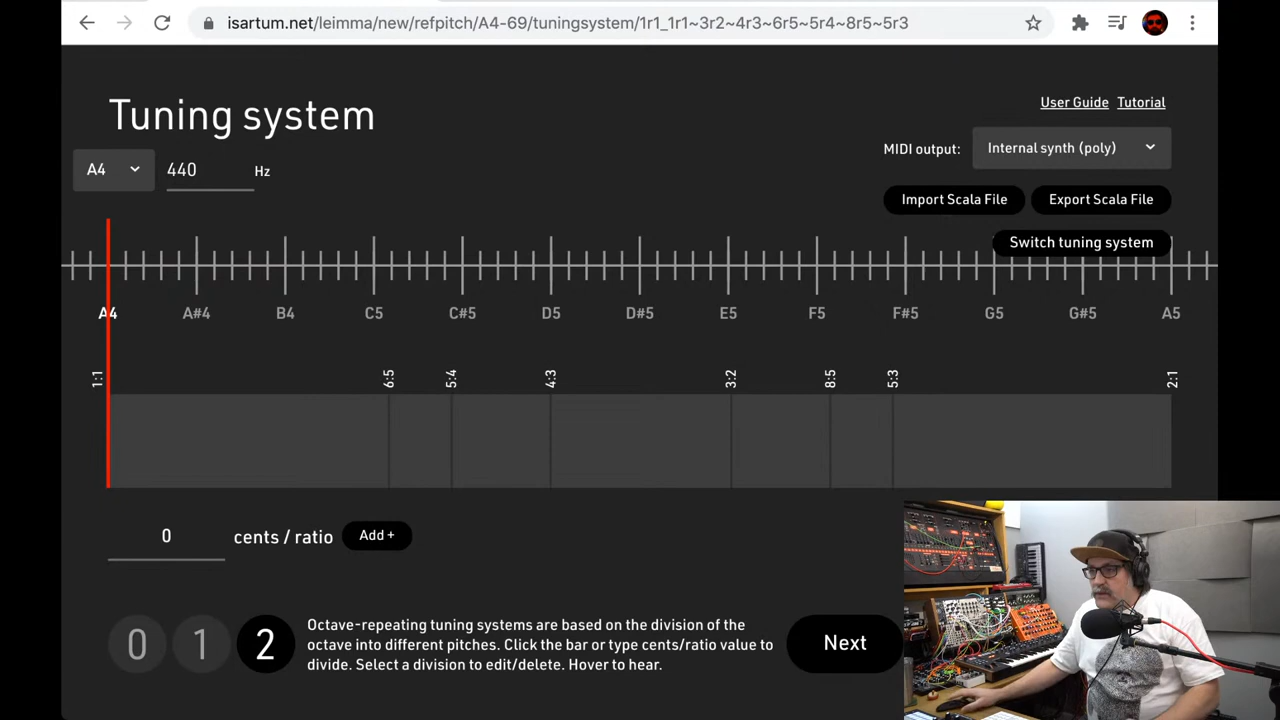 isartum.net/leimma/new/refpitch/A4-69/tuningsystem/1r1_1r1~3r2~4r3~6r5~5r4~8r5~5r3
Tuning system
User Guide Tutorial
A4 440 Hz
MIDI output: Internal synth (poly)
Import Scala File Export Scala File
Switch tuning system
A4 A#4 B4 C5 C#5 D5 D#5 E5 F5 F#5 G5 G#5 A5
1:1 6:5 5:4 4:3 3:2 8:5 5:3 2:1
0 cents / ratio Add +
0 1 2
Octave-repeating tuning systems are based on the division of the
octave into different pitches. Click the bar or type cents/ratio value to
divide. Select a division to edit/delete. Hover to hear.
Next